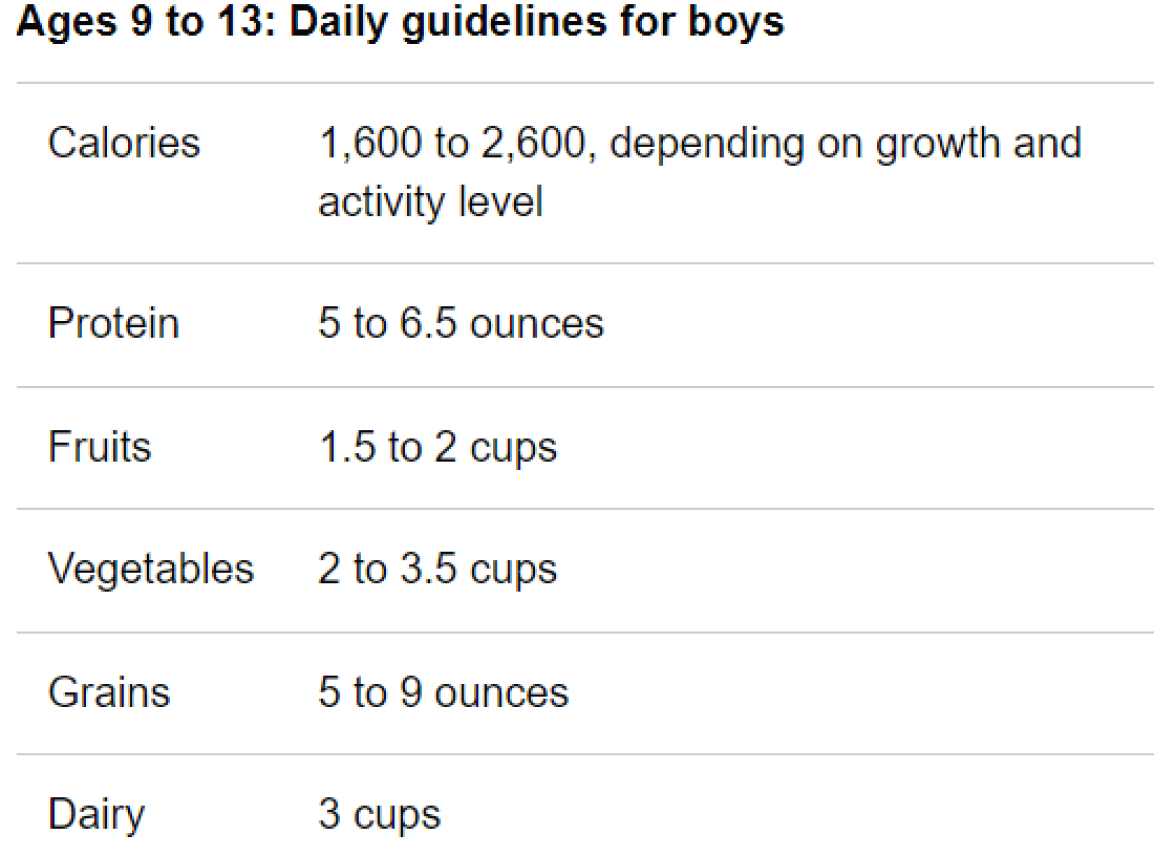 Ages 9 to 13: Daily guidelines for boys
Calories 1,600 to 2,600, depending on growth and
activity level
Protein 5 to 6.5 ounces
Fruits 1.5 to 2 cups
Vegetables 2 to 3.5 cups
Grains 5 to 9 ounces
Dairy 3 cups